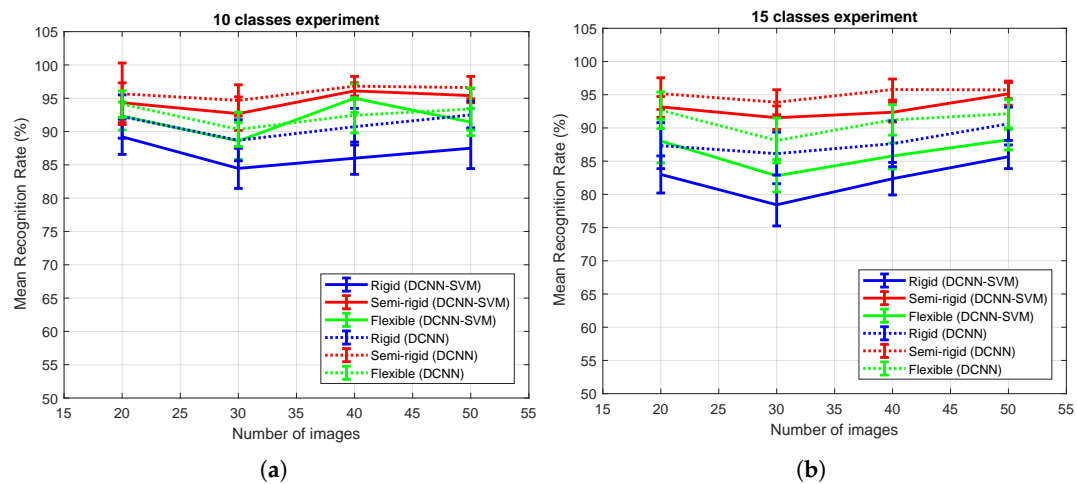 10 classes experiment
105
100
95
90
85
80
75
70
65
60
55
50
Mean Recognition Rate (%)
Rigid (DCNN-SVM)
Semi-rigid (DCNN-SVM)
Flexible (DCNN-SVM)
Rigid (DCNN)
Semi-rigid (DCNN)
Flexible (DCNN)
15 20 25 30 35 40 45 50 55
Number of images
(a)
15 classes experiment
105
100
95
90
85
80
75
70
65
60
55
50
Mean Recognition Rate (%)
Rigid (DCNN-SVM)
Semi-rigid (DCNN-SVM)
Flexible (DCNN-SVM)
Rigid (DCNN)
Semi-rigid (DCNN)
Flexible (DCNN)
15 20 25 30 35 40 45 50 55
Number of images
(b)